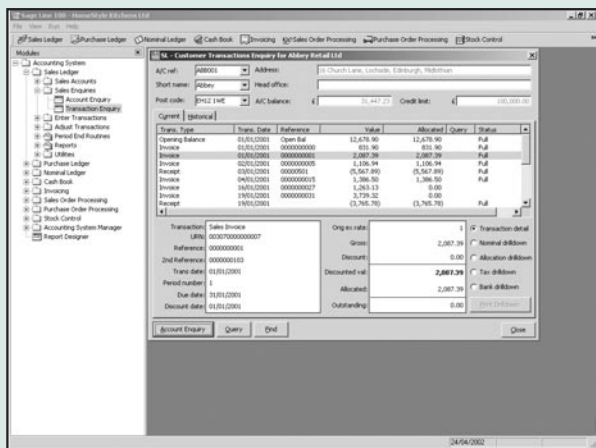 Sage Line 100 - HomeStyle Kitchens Ltd
File View Run Help
Sales Ledger Purchase Ledger Nominal Ledger Cash Book Invoicing Sales Order Processing Purchase Order Processing Stock Control
Modules
Accounting System
Sales Ledger
Sales Accounts
Sales Enquiries
Account Enquiry
Transaction Enquiry
Enter Transactions
Adjust Transactions
Period End Routines
Reports
Utilities
Purchase Ledger
Nominal Ledger
Cash Book
Invoicing
Sales Order Processing
Purchase Order Processing
Stock Control
Accounting System Manager
Report Designer
SL - Customer Transactions Enquiry for Abbey Retail Ltd
A/C ref: ABB001 Address: 16 Church Lane, Lochside, Edinburgh, Midlothian
Short name: Abbey Head office:
Post code: EH12 1WE A/C balance: £ 31,447.23 Credit limit: £ 100,000.00
Current Historical
Trans. Type Trans. Date Reference Value Allocated Query Status
Opening Balance 01/01/2001 Open Bal 12,678.90 12,678.90 Full
Invoice 01/01/2001 0000000000 831.90 831.90 Full
Invoice 01/01/2001 0000000001 2,087.39 2,087.39 Full
Invoice 02/01/2001 0000000005 1,106.94 1,106.94 Full
Receipt 03/01/2001 00000501 (5,567.89) (5,567.89) Full
Invoice 04/01/2001 0000000015 1,386.50 1,386.50 Full
Invoice 16/01/2001 0000000027 1,263.13 0.00
Invoice 19/01/2001 0000000031 3,739.32 0.00
Receipt 19/01/2001 (3,765.78) (3,765.78) Full
Transaction: Sales Invoice
URN: 003070000000007
Reference: 0000000001
2nd Reference: 0000000103
Trans date: 01/01/2001
Period number: 1
Due date: 31/01/2001
Discount date: 01/01/2001
Orig ex rate: 1
Gross: 2,087.39
Discount: 0.00
Discounted val: 2,087.39
Allocated: 2,087.39
Outstanding: 0.00
Transaction detail
Nominal drilldown
Allocation drilldown
Tax drilldown
Bank drilldown
Print Drilldown
Account Enquiry Query Find Close
24/04/2002